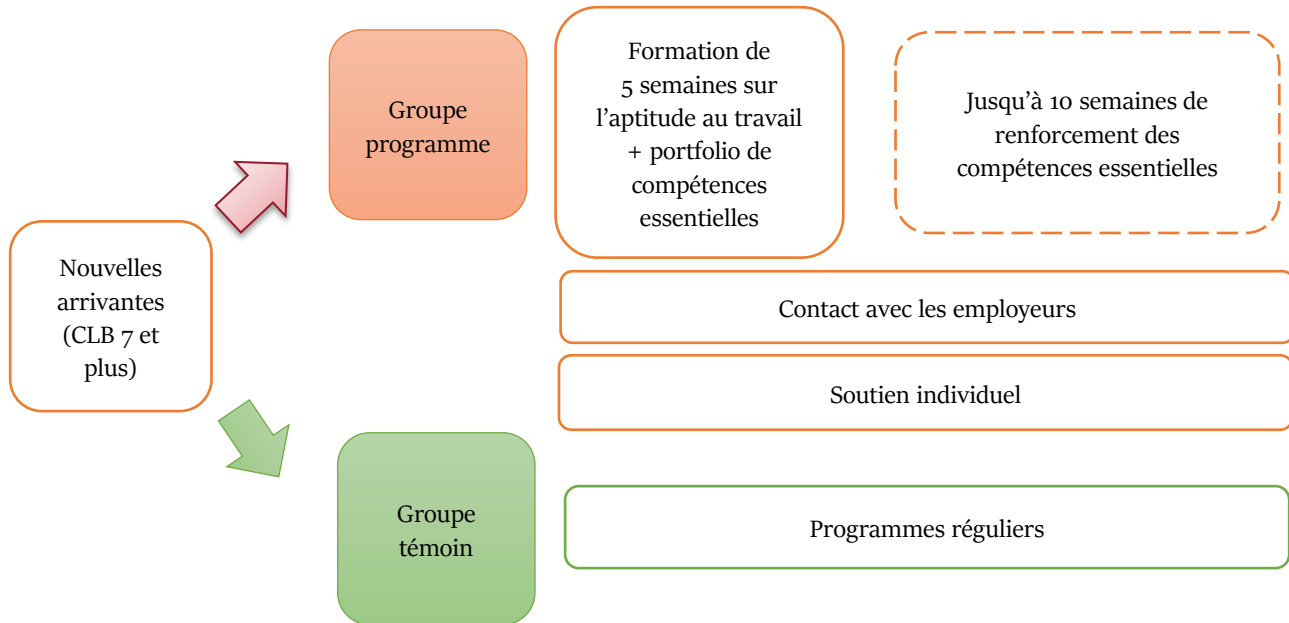 Nouvelles
arrivantes
(CLB 7 et
plus)
Groupe
programme
Formation de
5 semaines sur
l'aptitude au travail
+ portfolio de
compétences
essentielles
Jusqu'à 10 semaines de
renforcement des
compétences essentielles
Contact avec les employeurs
Soutien individuel
Groupe
témoin
Programmes réguliers